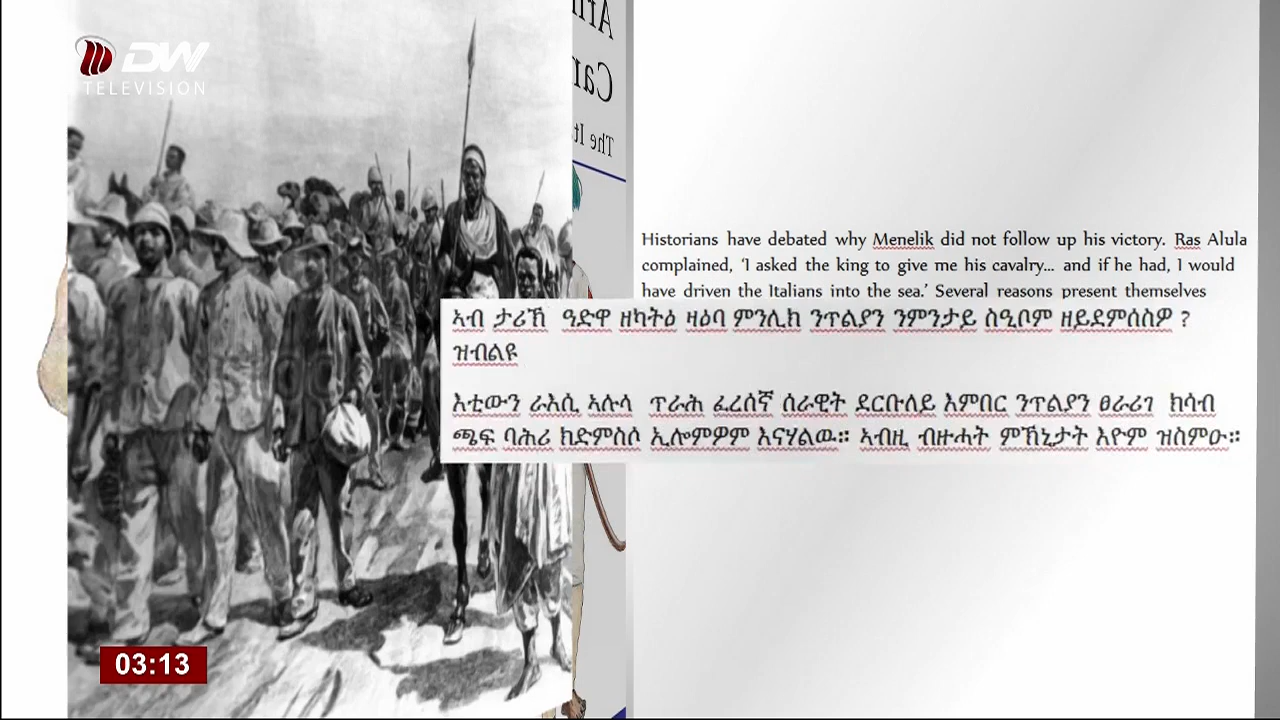 DW
TELEVISION
Historians have debated why Menelik did not follow up his victory. Ras Alula
complained, ‘I asked the king to give me his cavalry... and if he had, I would
have driven the Italians into the sea.’ Several reasons present themselves
ኣብ ታሪኽ ዓድዋ ዘካትዕ ዛዕባ ምንሊክ ንጥልያን ንምንታይ ስዒቦም ዘይደምሰስዎ ?
ዝብልዩ
እቲውን ራእሲ ኣሉላ ጥራሕ ፈረሰኛ ሰራዊት ደርቡለይ እምበር ንጥልያን ፀራሪገ ክሳብ
ጫፍ ባሕሪ ክድምስሶ ኢሎምዎም እናሃልዉ። ኣብዚ ብዙሓት ምኽኒታት እዮም ዝስምዑ።
The It
03:13